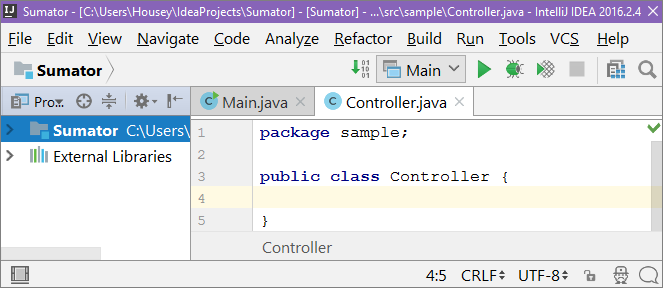 Sumator - [C:\Users\Housey\IdeaProjects\Sumator] - [Sumator] - ...\src\sample\Controller.java - IntelliJ IDEA 2016.2.4
File Edit View Navigate Code Analyze Refactor Build Run Tools VCS Help
Sumator
Main
Pro..
Main.java
Controller.java
Sumator C:\Users\
External Libraries
1 package sample;
2
3 public class Controller {
4
5 }
Controller
4:5 CRLF UTF-8